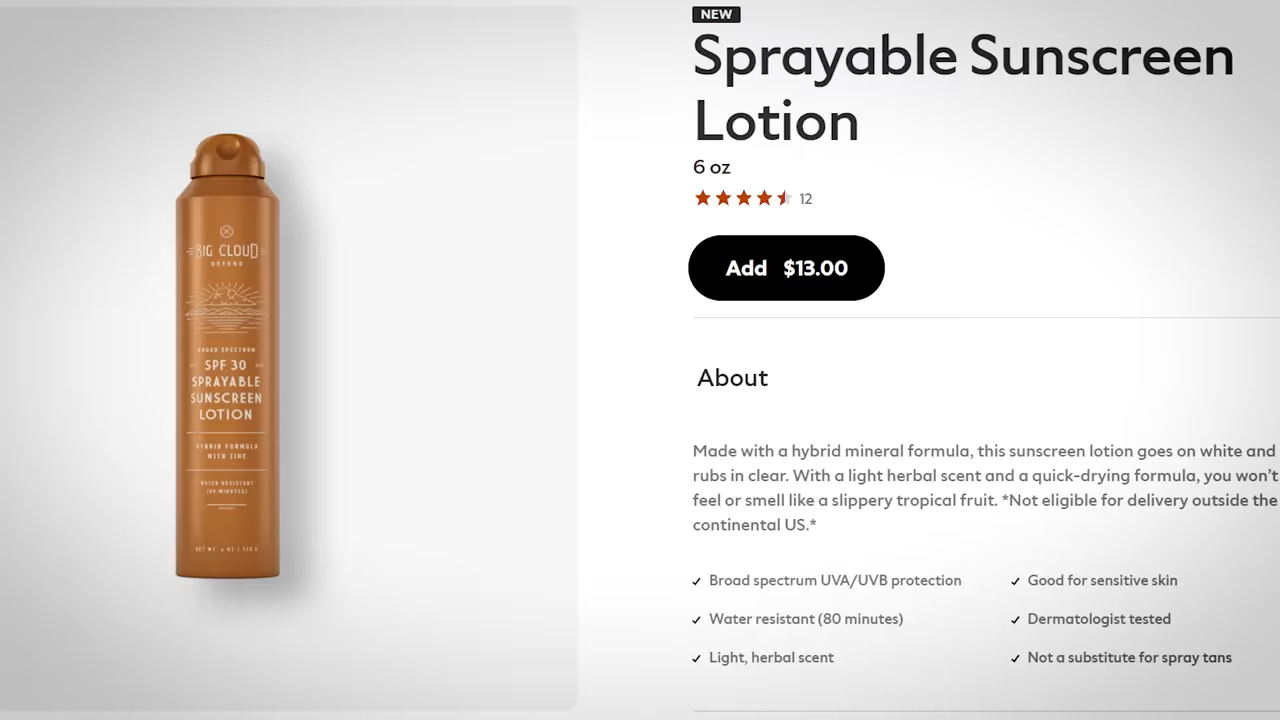 BIG CLOUD
BEYOND
BROAD SPECTRUM
SPF 30
SPRAYABLE
SUNSCREEN
LOTION
HYBRID FORMULA
WITH ZINC
WATER RESISTANT
(80 MINUTES)
NEW
Sprayable Sunscreen
Lotion
6 oz
12
Add $13.00
About
Made with a hybrid mineral formula, this sunscreen lotion goes on white and
rubs in clear. With a light herbal scent and a quick-drying formula, you won't
feel or smell like a slippery tropical fruit. *Not eligible for delivery outside the
continental US.*
✓ Broad spectrum UVA/UVB protection
✓ Good for sensitive skin
✓ Water resistant (80 minutes)
✓ Dermatologist tested
✓ Light, herbal scent
✓ Not a substitute for spray tans